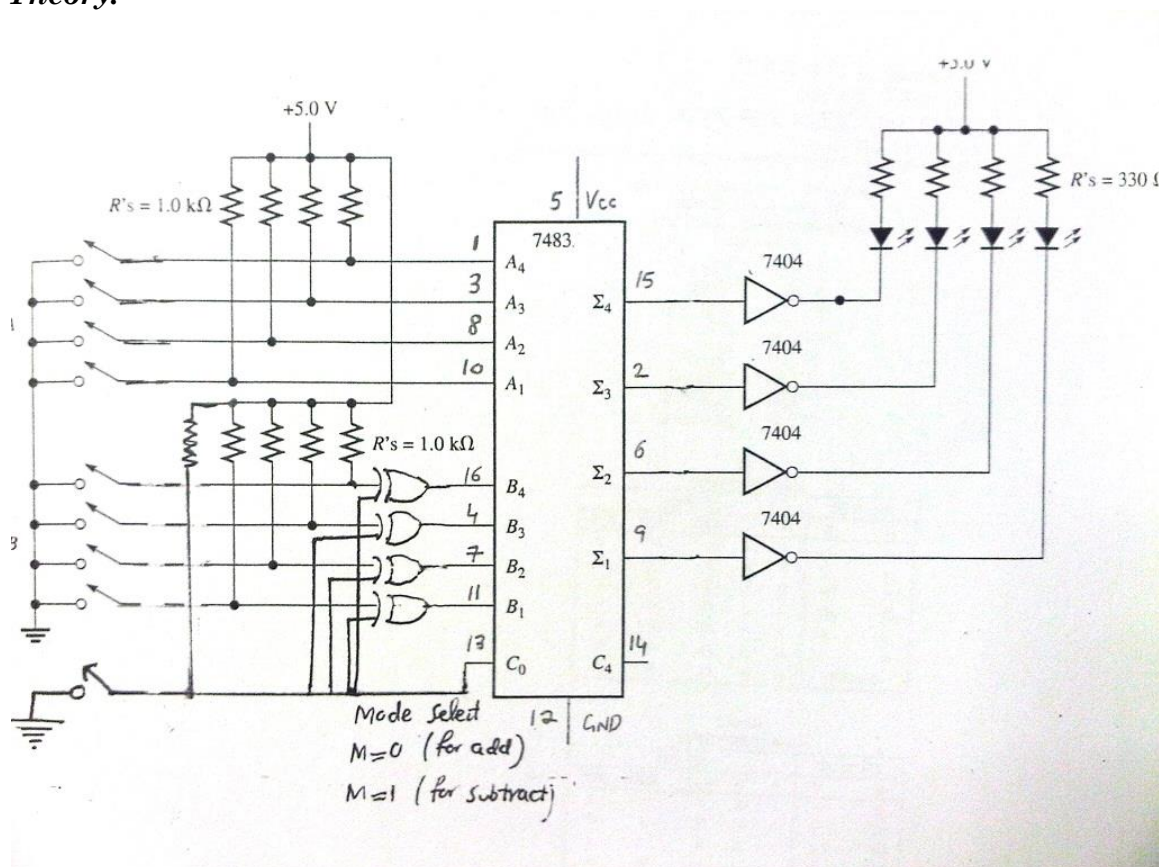 Theory:
+5.0 V
+5.0 V
R's = 1.0 kΩ
R's = 330 Ω
5 Vcc
7483
1 A4
3 A3
8 A2
10 A1
Σ4 15
7404
Σ3 2
7404
R's = 1.0 kΩ
16 B4
4 B3
7 B2
11 B1
Σ2 6
7404
Σ1 9
7404
13 C0
C4 14
Mode Select
12 GND
M=0 (for add)
M=1 (for subtract)